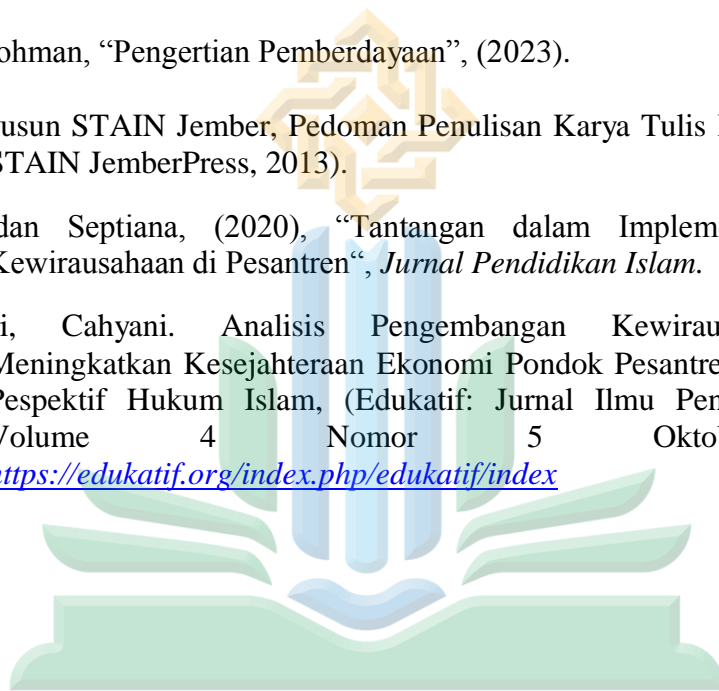 ohman, “Pengertian Pemberdayaan”, (2023).
usun STAIN Jember, Pedoman Penulisan Karya Tulis
STAIN JemberPress, 2013).
dan Septiana, (2020), “Tantangan dalam Implem
Kewirausahaan di Pesantren“, Jurnal Pendidikan Islam.
i, Cahyani. Analisis Pengembangan Kewirau
Meningkatkan Kesejahteraan Ekonomi Pondok Pesantre
Pespektif Hukum Islam, (Edukatif: Jurnal Ilmu Pen
Volume 4 Nomor 5 Okto
https://edukatif.org/index.php/edukatif/index